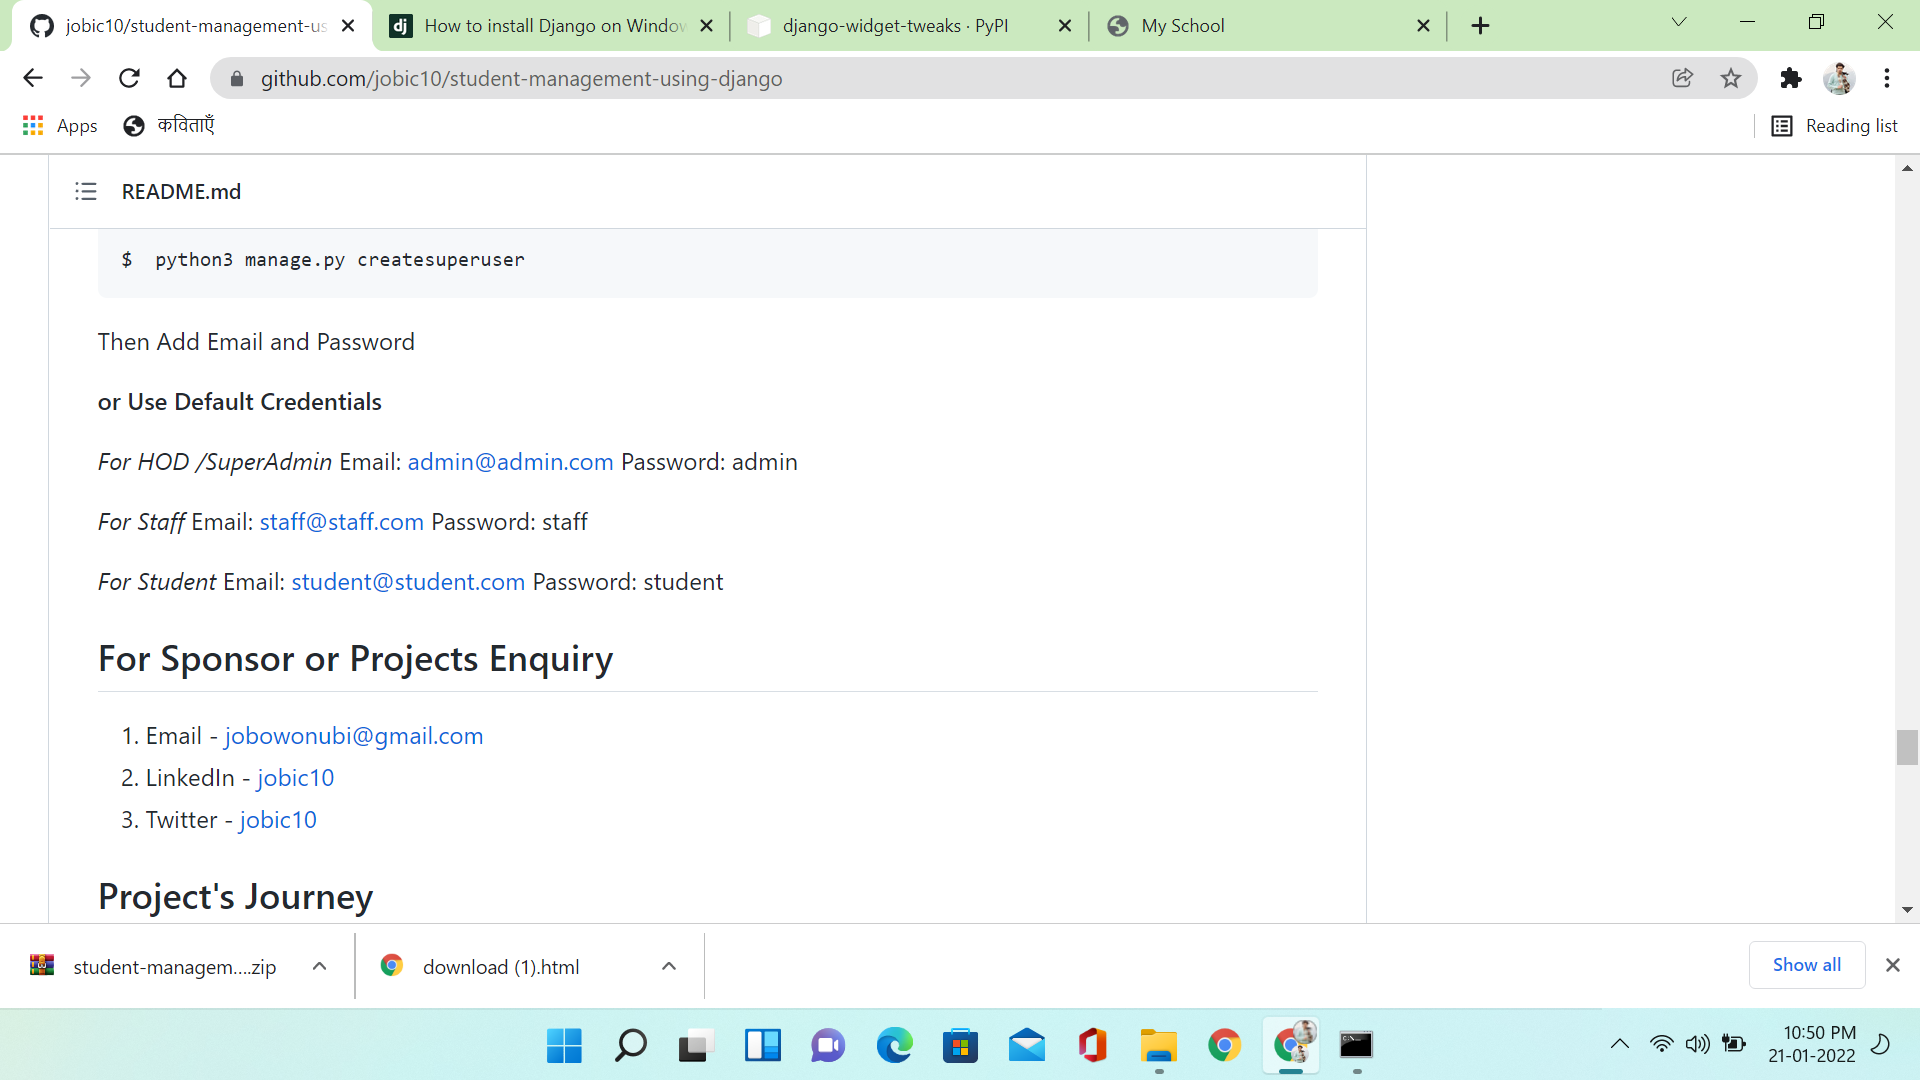 jobic10/student-management-us
How to install Django on Window
django-widget-tweaks · PyPI
My School
github.com/jobic10/student-management-using-django
Apps
कविताएँ
Reading list
README.md
$ python3 manage.py createsuperuser
Then Add Email and Password
or Use Default Credentials
For HOD /SuperAdmin Email: admin@admin.com Password: admin
For Staff Email: staff@staff.com Password: staff
For Student Email: student@student.com Password: student
For Sponsor or Projects Enquiry
1. Email - jobowonubi@gmail.com
2. LinkedIn - jobic10
3. Twitter - jobic10
Project's Journey
student-managem....zip
download (1).html
Show all
10:50 PM
21-01-2022